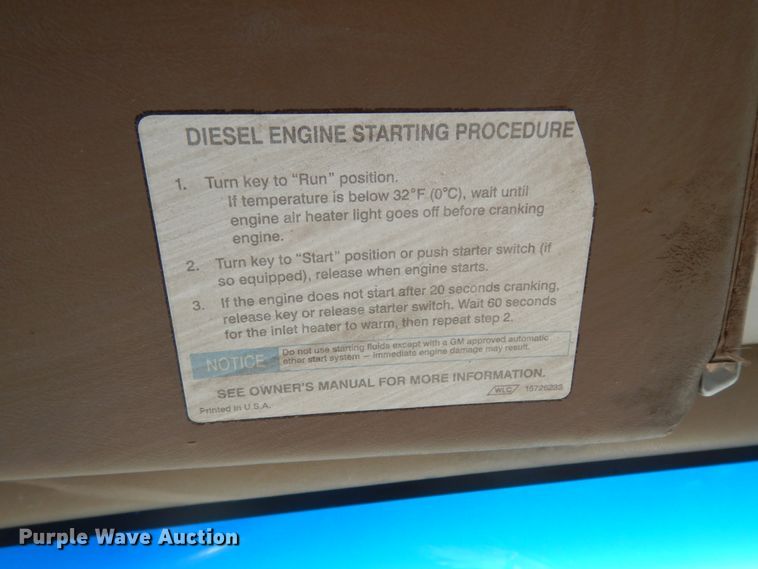 DIESEL ENGINE STARTING PROCEDURE
1. Turn key to "Run" position.
If temperature is below 32°F (0°C), wait until
engine air heater light goes off before cranking
engine.
2. Turn key to "Start" position or push starter switch (if
so equipped), release when engine starts.
3. If the engine does not start after 20 seconds cranking,
release key or release starter switch. Wait 60 seconds
for the inlet heater to warm, then repeat step 2.
NOTICE Do not use starting fluids except with a GM approved automatic
ether start system — immediate engine damage may result.
SEE OWNER'S MANUAL FOR MORE INFORMATION.
Printed in U.S.A. WLC 15726233
Purple Wave Auction